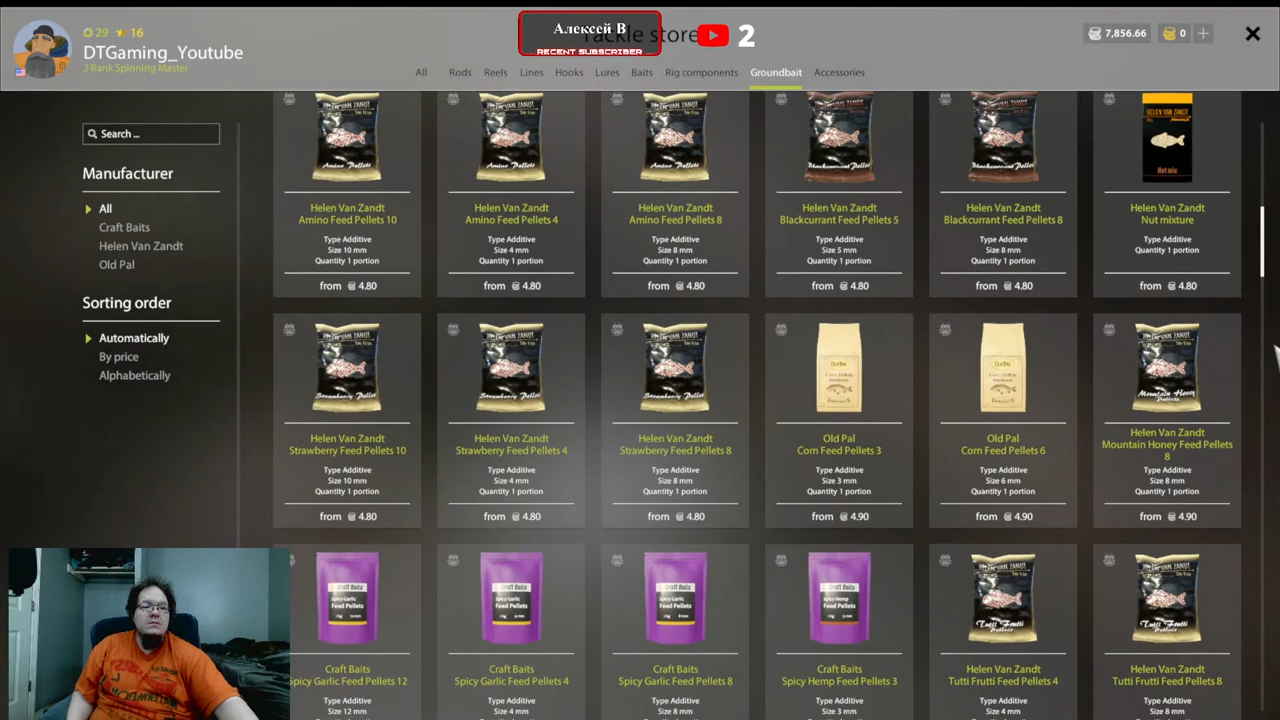 29 16
DTGaming_Youtube
2 Rank Spinning Master
Алексей В
RECENT SUBSCRIBER
Tackle store
2
7,856.66
0
All Rods Reels Lines Hooks Lures Baits Rig components Groundbait Accessories
Search ...
Manufacturer
All
Craft Baits
Helen Van Zandt
Old Pal
Sorting order
Automatically
By price
Alphabetically
Helen Van Zandt
Amino Feed Pellets 10
Type Additive
Size 10 mm
Quantity 1 portion
from 4.80
Helen Van Zandt
Amino Feed Pellets 4
Type Additive
Size 4 mm
Quantity 1 portion
from 4.80
Helen Van Zandt
Amino Feed Pellets 8
Type Additive
Size 8 mm
Quantity 1 portion
from 4.80
Helen Van Zandt
Blackcurrant Feed Pellets 5
Type Additive
Size 5 mm
Quantity 1 portion
from 4.80
Helen Van Zandt
Blackcurrant Feed Pellets 8
Type Additive
Size 8 mm
Quantity 1 portion
from 4.80
Helen Van Zandt
Nut mixture
Type Additive
Quantity 1 portion
from 4.80
Helen Van Zandt
Strawberry Feed Pellets 10
Type Additive
Size 10 mm
Quantity 1 portion
from 4.80
Helen Van Zandt
Strawberry Feed Pellets 4
Type Additive
Size 4 mm
Quantity 1 portion
from 4.80
Helen Van Zandt
Strawberry Feed Pellets 8
Type Additive
Size 8 mm
Quantity 1 portion
from 4.80
Old Pal
Corn Feed Pellets 3
Type Additive
Size 3 mm
Quantity 1 portion
from 4.90
Old Pal
Corn Feed Pellets 6
Type Additive
Size 6 mm
Quantity 1 portion
from 4.90
Helen Van Zandt
Mountain Honey Feed Pellets
8
Type Additive
Size 8 mm
Quantity 1 portion
from 4.90
Craft Baits
Spicy Garlic Feed Pellets 12
Type Additive
Size 12 mm
Craft Baits
Spicy Garlic Feed Pellets 4
Type Additive
Size 4 mm
Craft Baits
Spicy Garlic Feed Pellets 8
Type Additive
Size 8 mm
Craft Baits
Spicy Hemp Feed Pellets 3
Type Additive
Size 3 mm
Helen Van Zandt
Tutti Frutti Feed Pellets 4
Type Additive
Size 4 mm
Helen Van Zandt
Tutti Frutti Feed Pellets 8
Type Additive
Size 8 mm